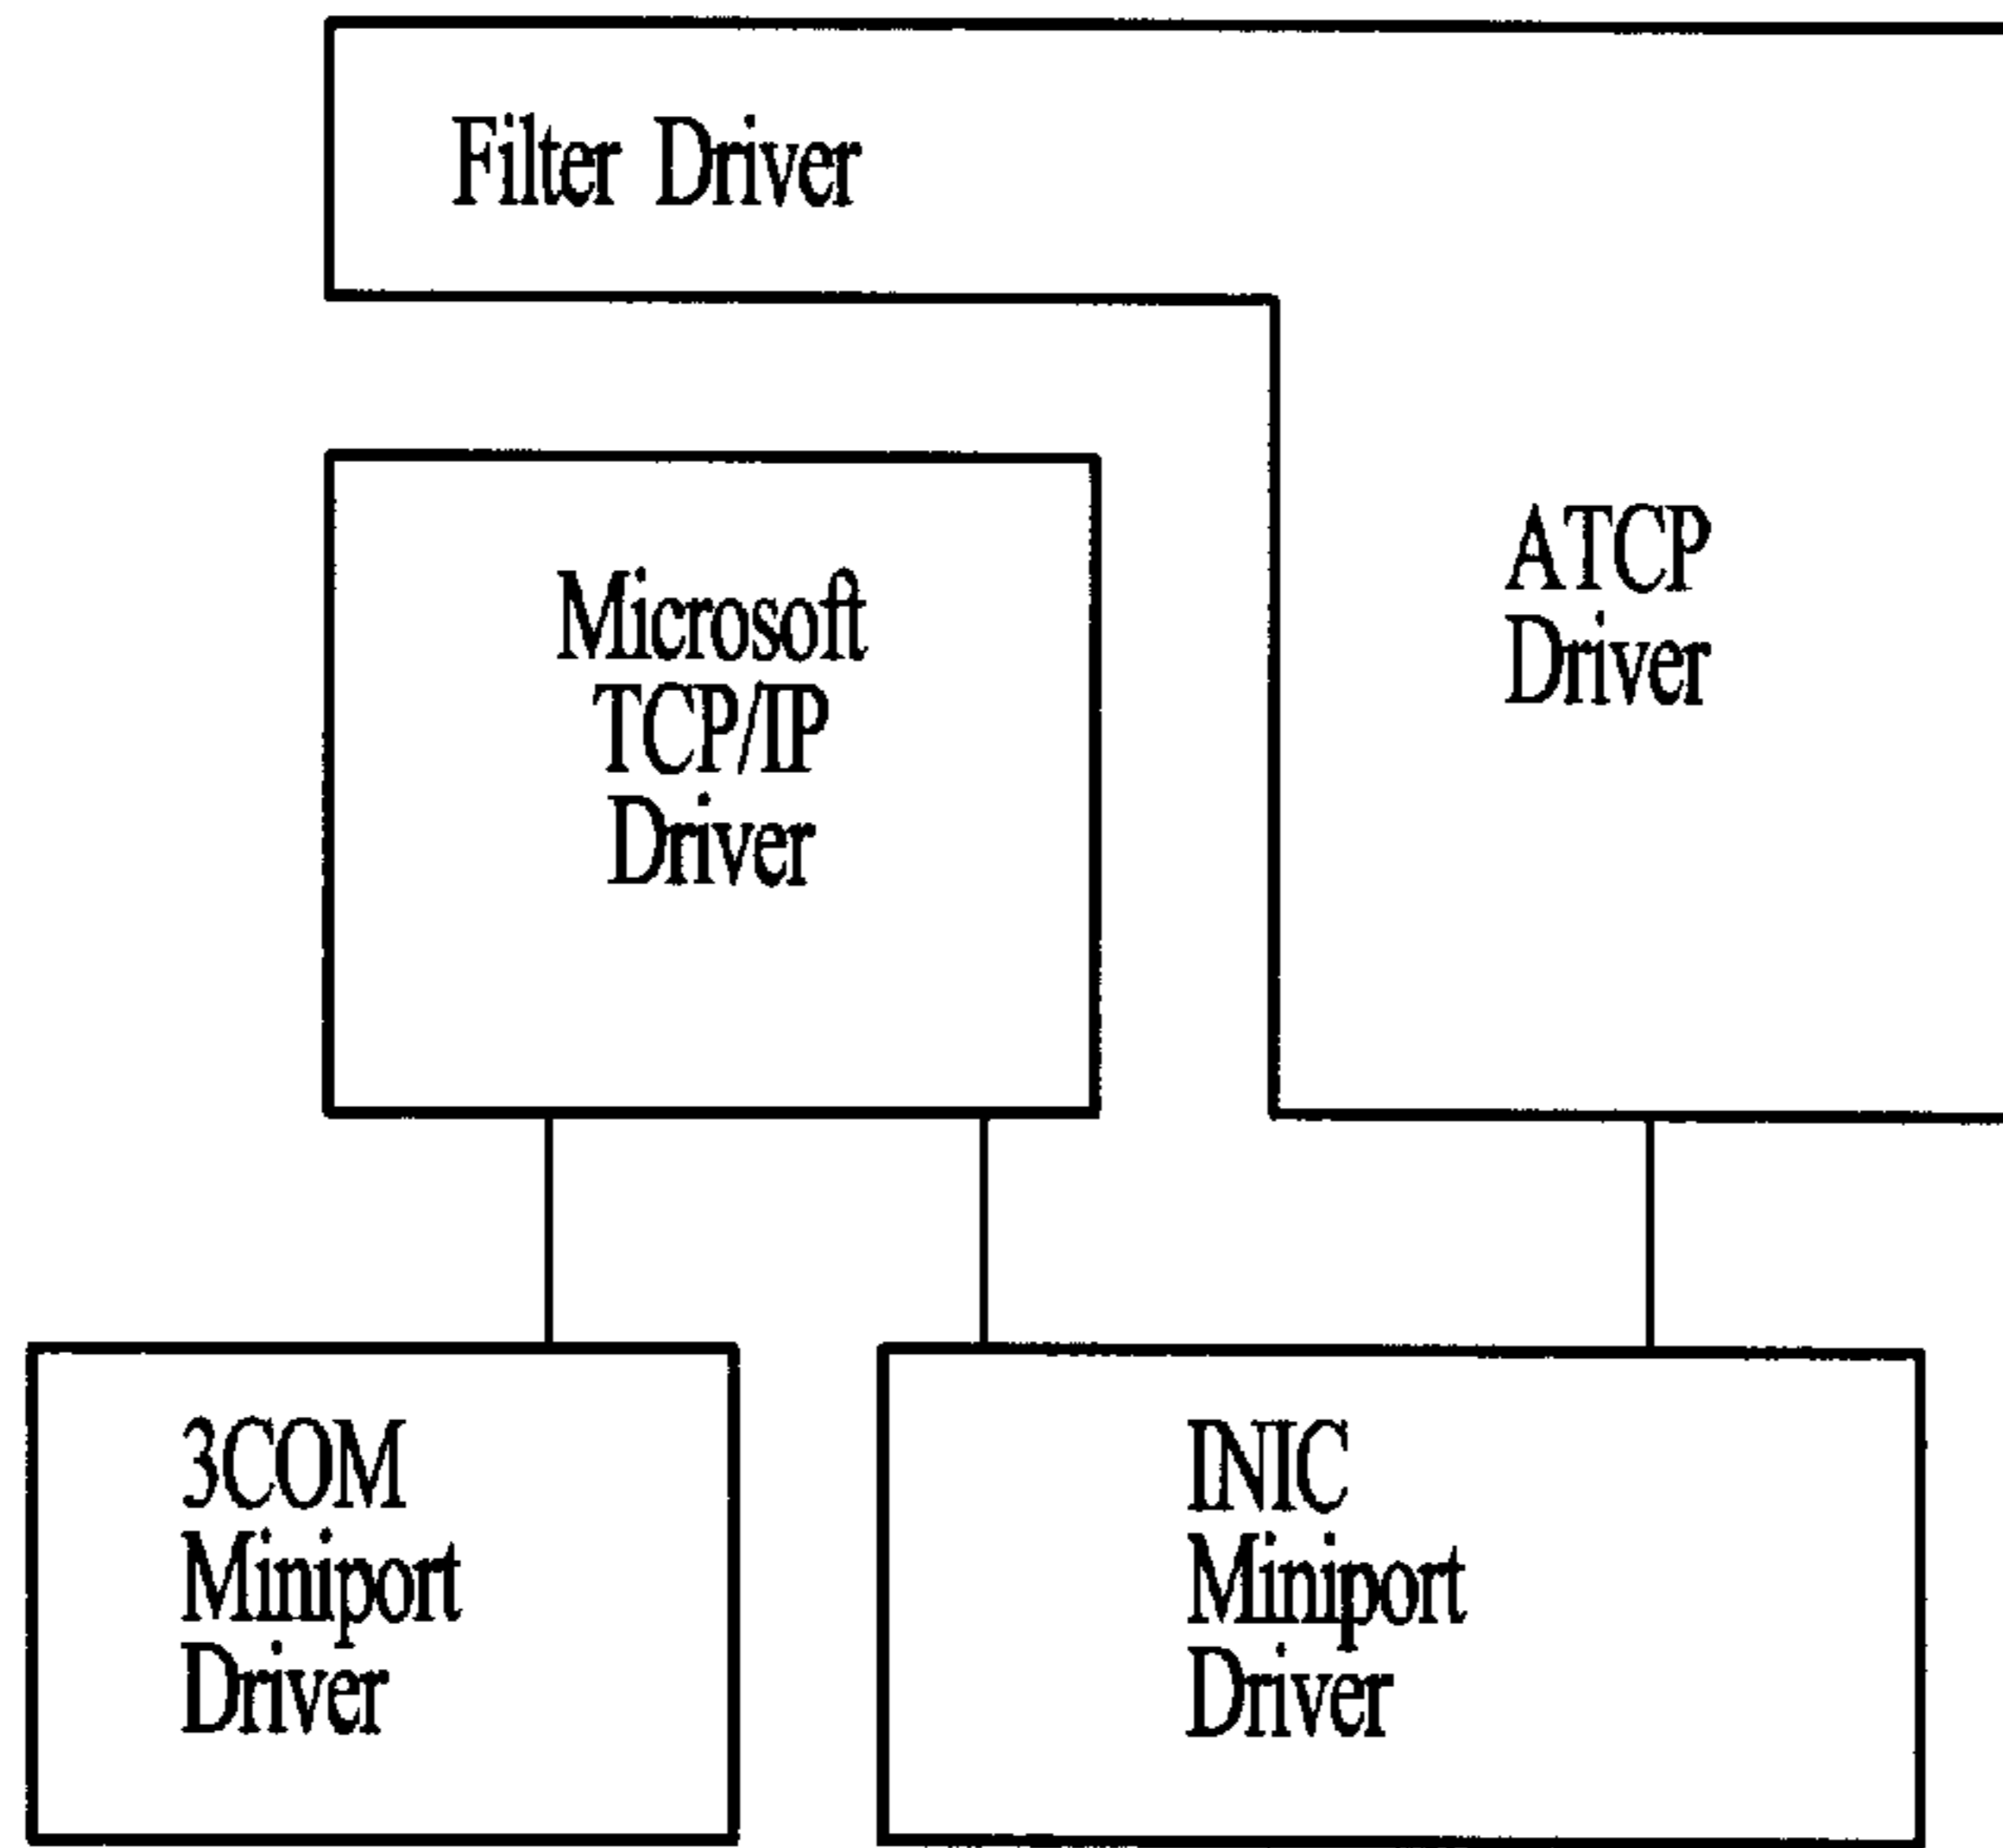 Filter Driver
ATCP
Driver
Microsoft
TCP/IP
Driver
3COM
Miniport
Driver
INIC
Miniport
Driver